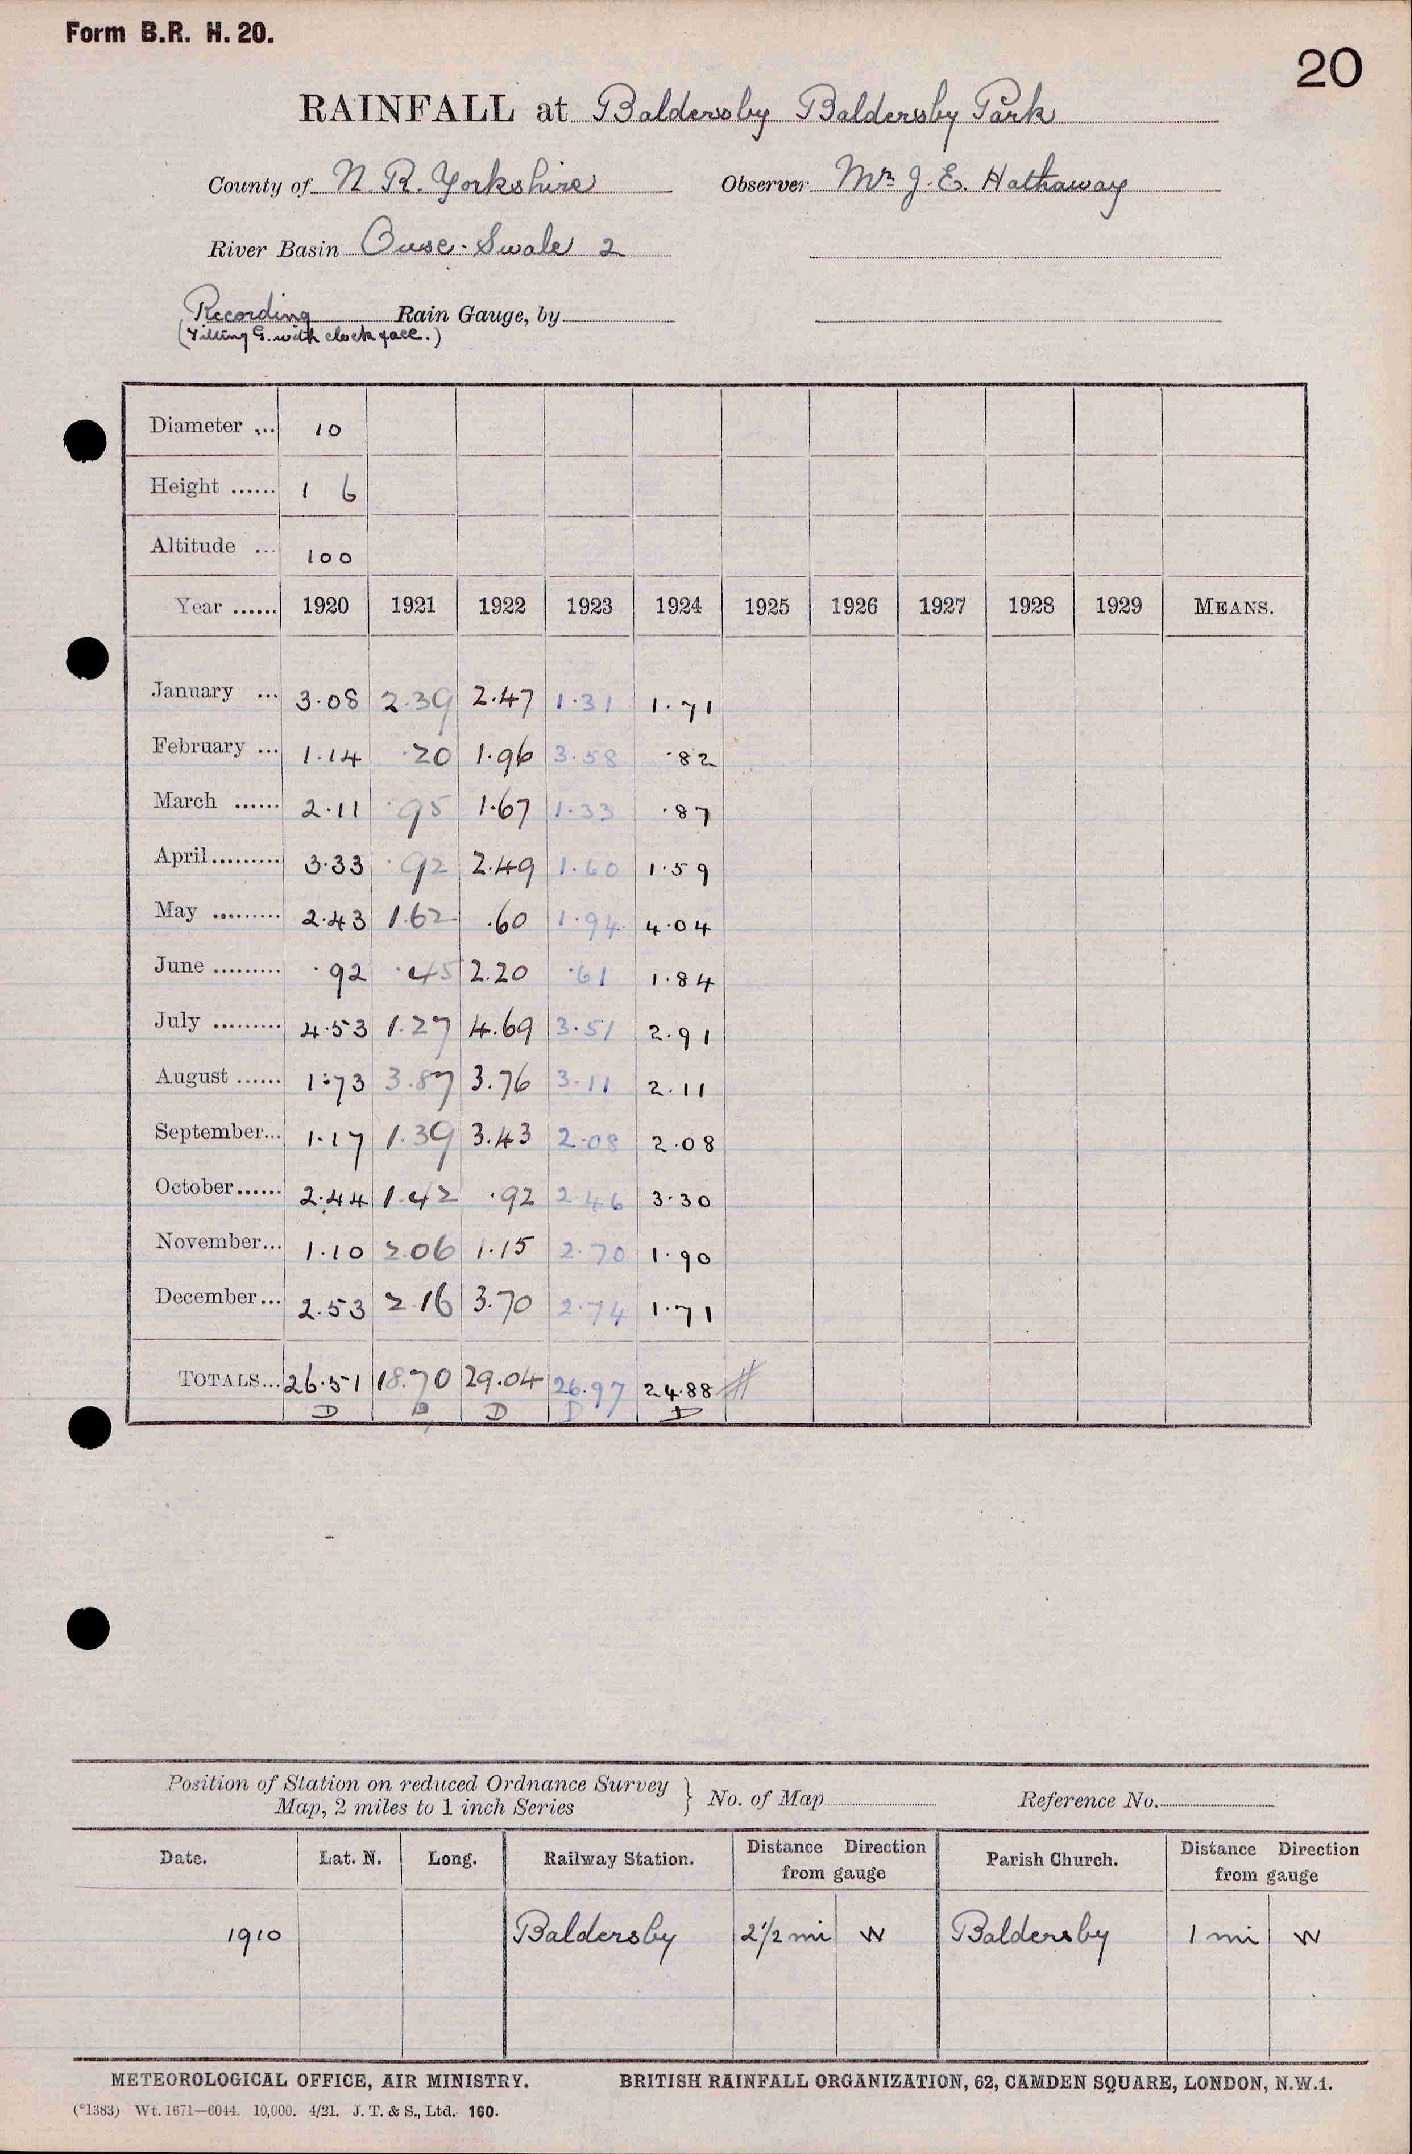 Form B.R. H. 20.
20
RAINFALL at Baldersby Baldersby Park
County of N. R. Yorkshire Observer Mr J. E. Hathaway
River Basin Ouse. Swale 2
Recording Rain Gauge, by
(Tilting G. with clock face.)
Diameter ... 10
Height ...... 1 6
Altitude ... 100
Year ...... 1920 1921 1922 1923 1924 1925 1926 1927 1928 1929 MEANS.
January ... 3.08 2.39 2.47 1.31 1.71
February ... 1.14 .20 1.96 3.58 .82
March ...... 2.11 .95 1.67 1.33 .87
April......... 3.33 .92 2.49 1.60 1.59
May ......... 2.43 1.62 .60 1.94 4.04
June ......... .92 .45 2.20 .61 1.84
July ......... 4.53 1.27 4.69 3.51 2.91
August ...... 1.73 3.87 3.76 3.11 2.11
September... 1.17 1.39 3.43 2.08 2.08
October...... 2.44 1.42 .92 2.46 3.30
November... 1.10 2.06 1.15 2.70 1.90
December... 2.53 2.16 3.70 2.74 1.71
TOTALS... 26.51 18.70 29.04 26.97 24.88
D D D D D
Position of Station on reduced Ordnance Survey
Map, 2 miles to 1 inch Series } No. of Map Reference No.
Date. Lat. N. Long. Railway Station. Distance Direction from gauge Parish Church. Distance Direction from gauge
1910 Baldersby 2 1/2 mi W Baldersby 1 mi W
METEOROLOGICAL OFFICE, AIR MINISTRY. BRITISH RAINFALL ORGANIZATION, 62, CAMDEN SQUARE, LONDON, N.W.1.
(*1383) Wt. 1671—6044. 10,000. 4/21. J. T. & S., Ltd. 160.